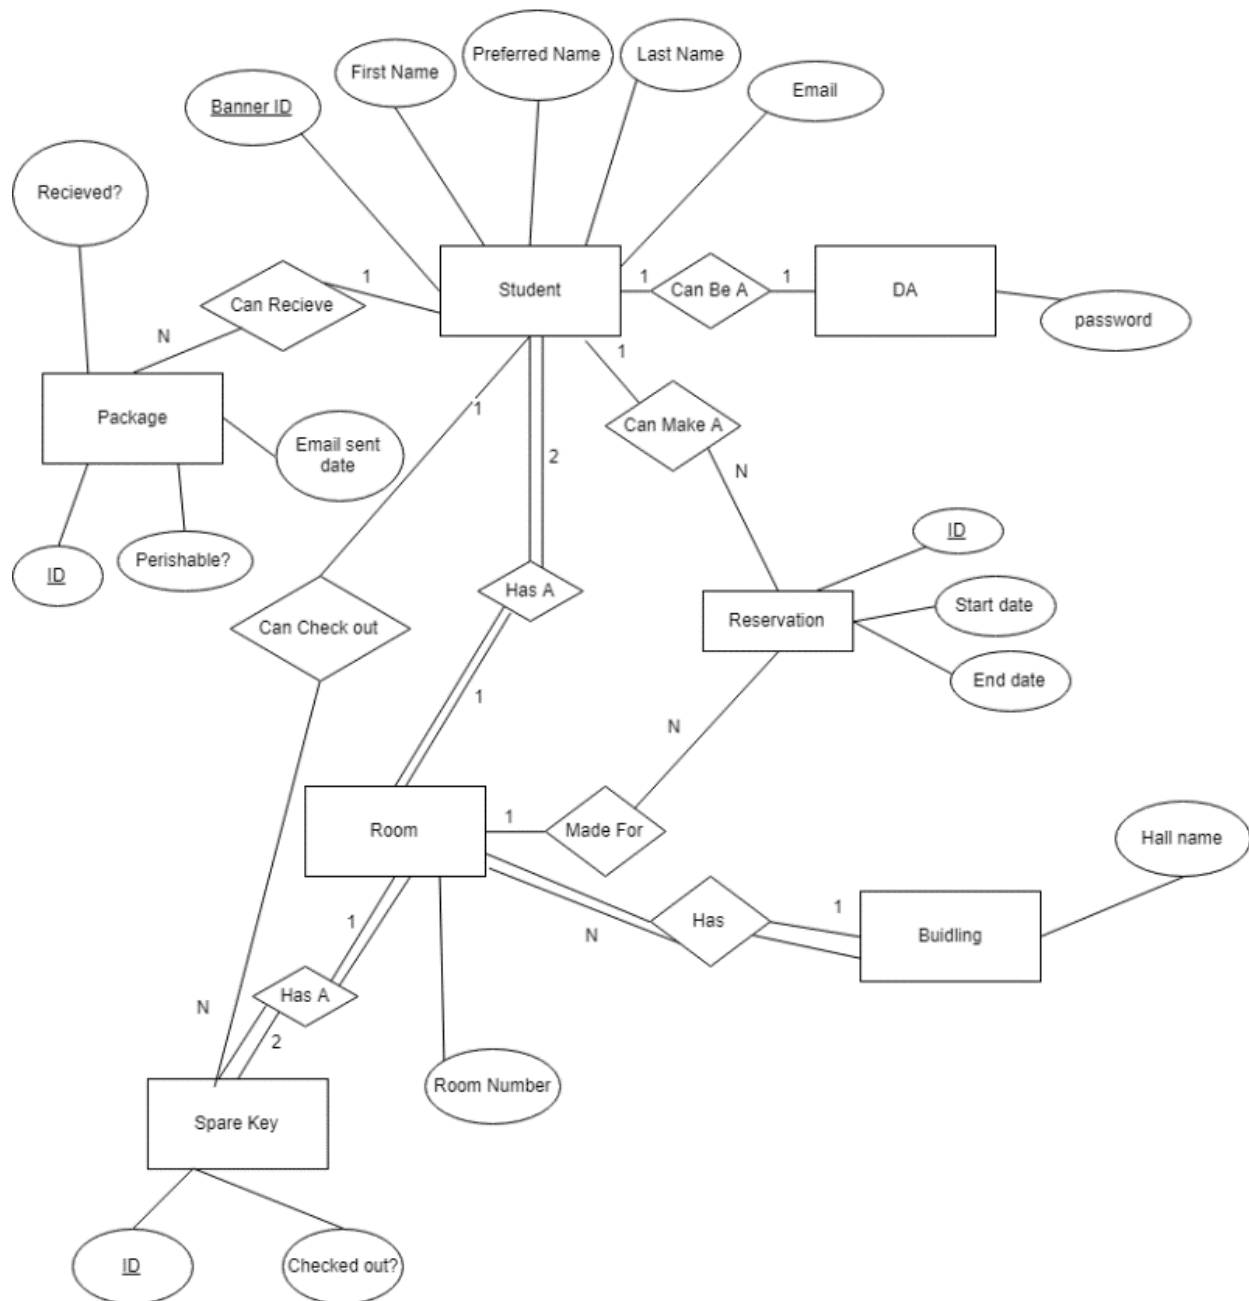 Preferred Name
Last Name
First Name
Email
Banner ID
Recieved?
1
Can Recieve
Student
1
Can Be A
1
DA
password
N
1
Package
1
Can Make A
Email sent
date
2
N
ID
Perishable?
ID
Has A
Start date
Can Check out
Reservation
End date
1
N
Room
1
Made For
Hall name
1
N
Has
1
Buidling
N
Has A
2
Room Number
Spare Key
ID
Checked out?